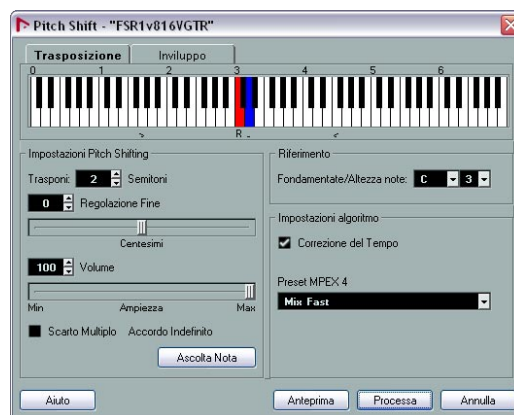 Pitch Shift - "FSR1v816VGTR"
Trasposizione
Inviluppo
0 1 2 3 4 5 6
R
Impostazioni Pitch Shifting
Trasponi: 2 Semitoni
0 Regolazione Fine
Centesimi
100 Volume
Min Ampiezza Max
Scarto Multiplo Accordo Indefinito
Ascolta Nota
Riferimento
Fondamentate/Altezza note: C 3
Impostazioni algoritmo
Correzione del Tempo
Preset MPEX 4
Mix Fast
Aiuto
Anteprima
Processa
Annulla